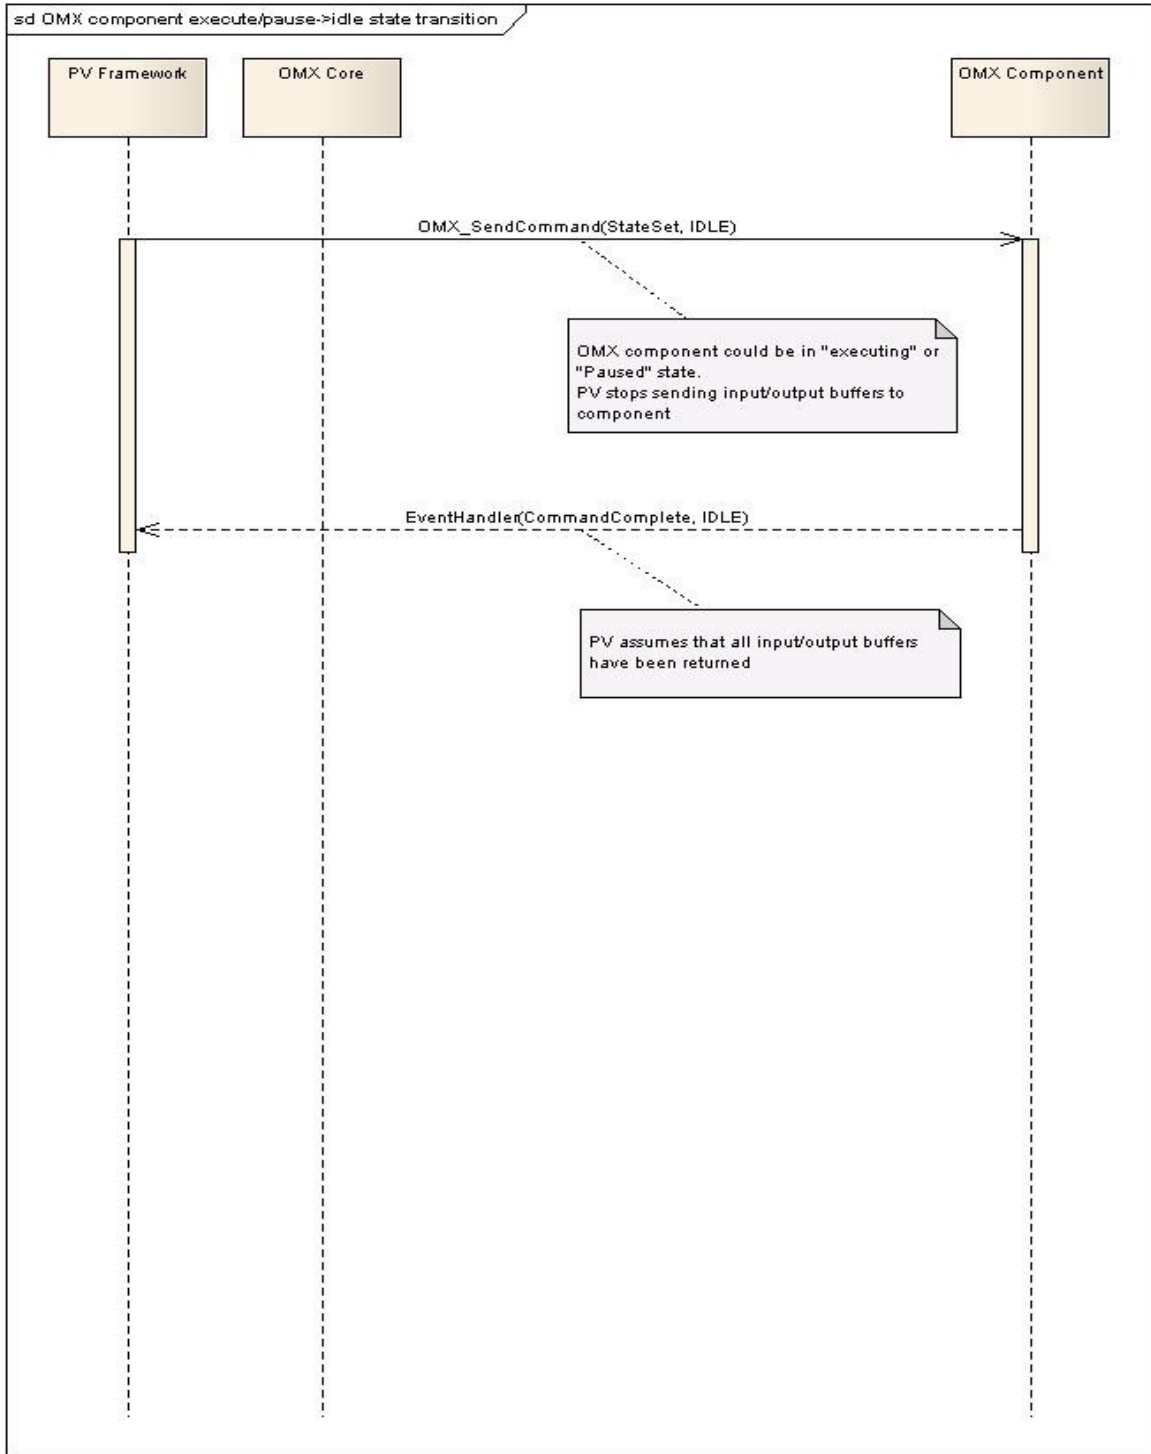 sd OMX component execute/pause->idle state transition
PV Framework
OMX Core
OMX Component
OMX_SendCommand(StateSet, IDLE)
OMX component could be in "executing" or
"Paused" state.
PV stops sending input/output buffers to
component
EventHandler(CommandComplete, IDLE)
PV assumes that all input/output buffers
have been returned